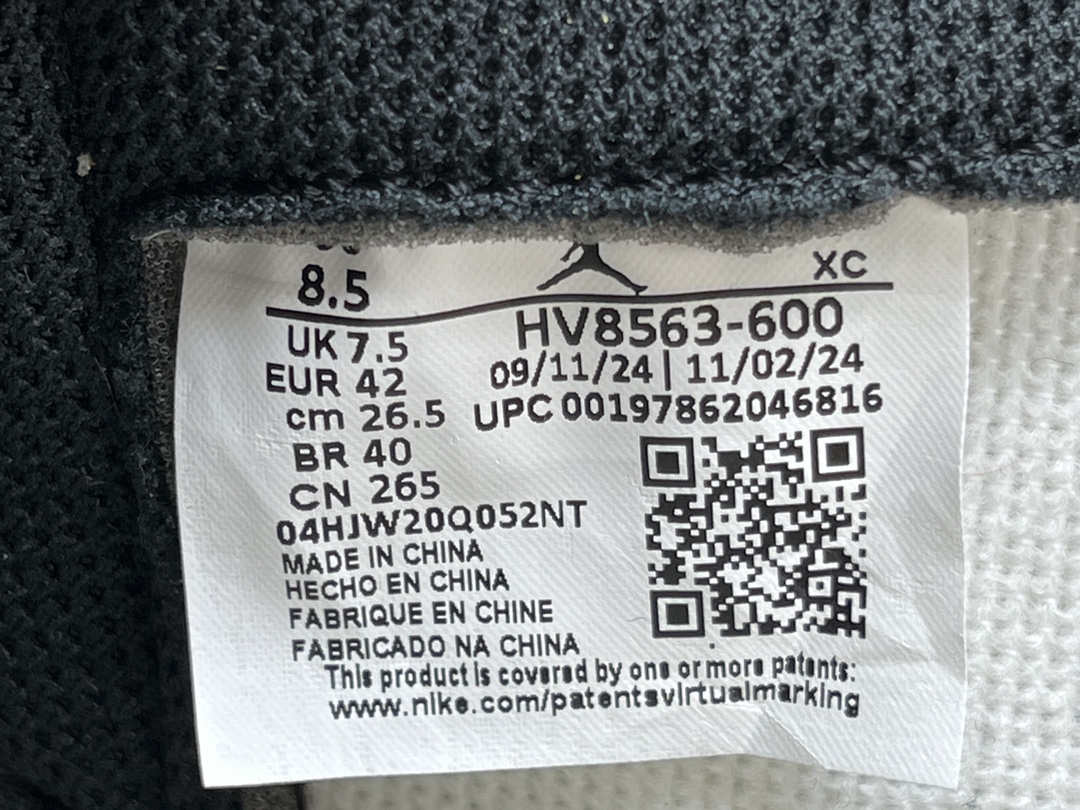 8.5
XC
UK 7.5
HV8563-600
EUR 42
09/11/24 | 11/02/24
cm 26.5
UPC 00197862046816
BR 40
CN 265
04HJW20Q052NT
MADE IN CHINA
HECHO EN CHINA
FABRIQUE EN CHINE
FABRICADO NA CHINA
This product is covered by one or more patents:
www.nike.com/patentsvirtualmarking